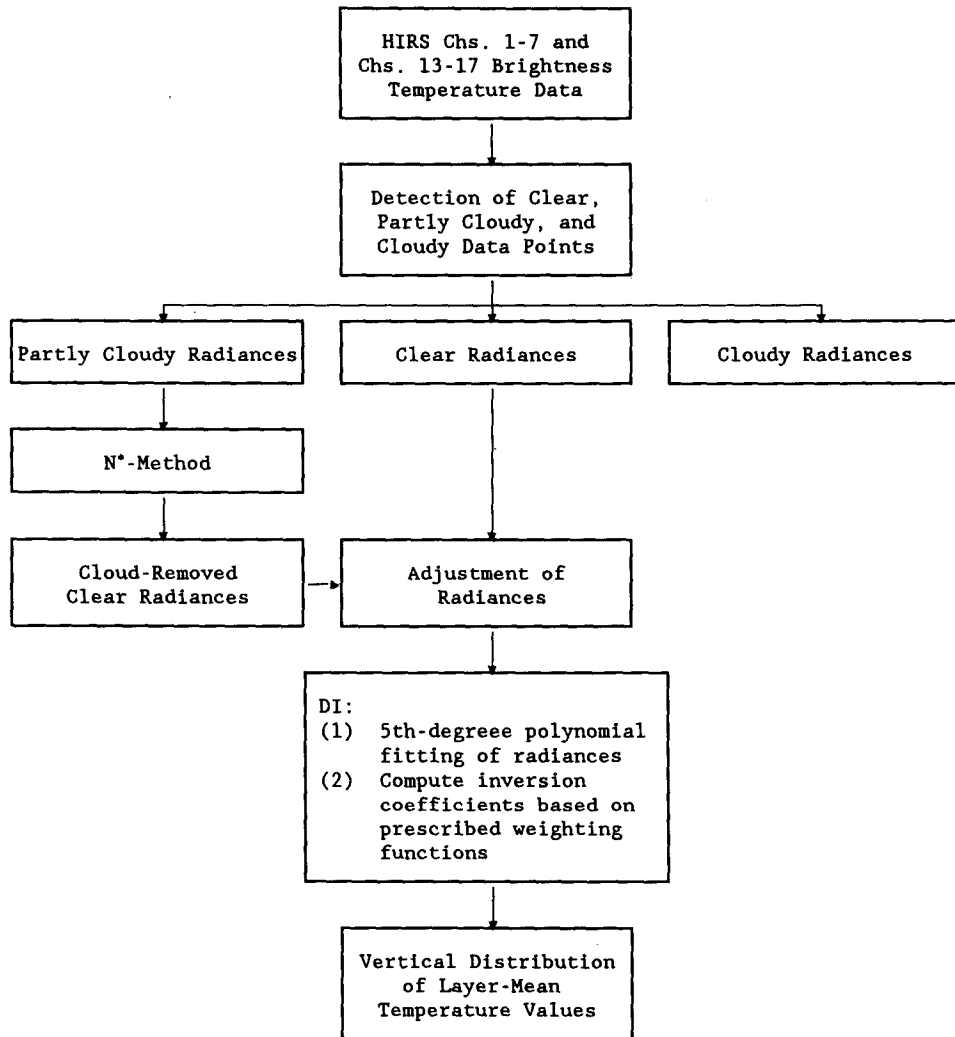 HIRS Chs. 1-7 and
Chs. 13-17 Brightness
Temperature Data
Detection of Clear,
Partly Cloudy, and
Cloudy Data Points
Partly Cloudy Radiances
Clear Radiances
Cloudy Radiances
N*-Method
Cloud-Removed
Clear Radiances
Adjustment of
Radiances
DI:
(1) 5th-degreee polynomial
fitting of radiances
(2) Compute inversion
coefficients based on
prescribed weighting
functions
Vertical Distribution
of Layer-Mean
Temperature Values